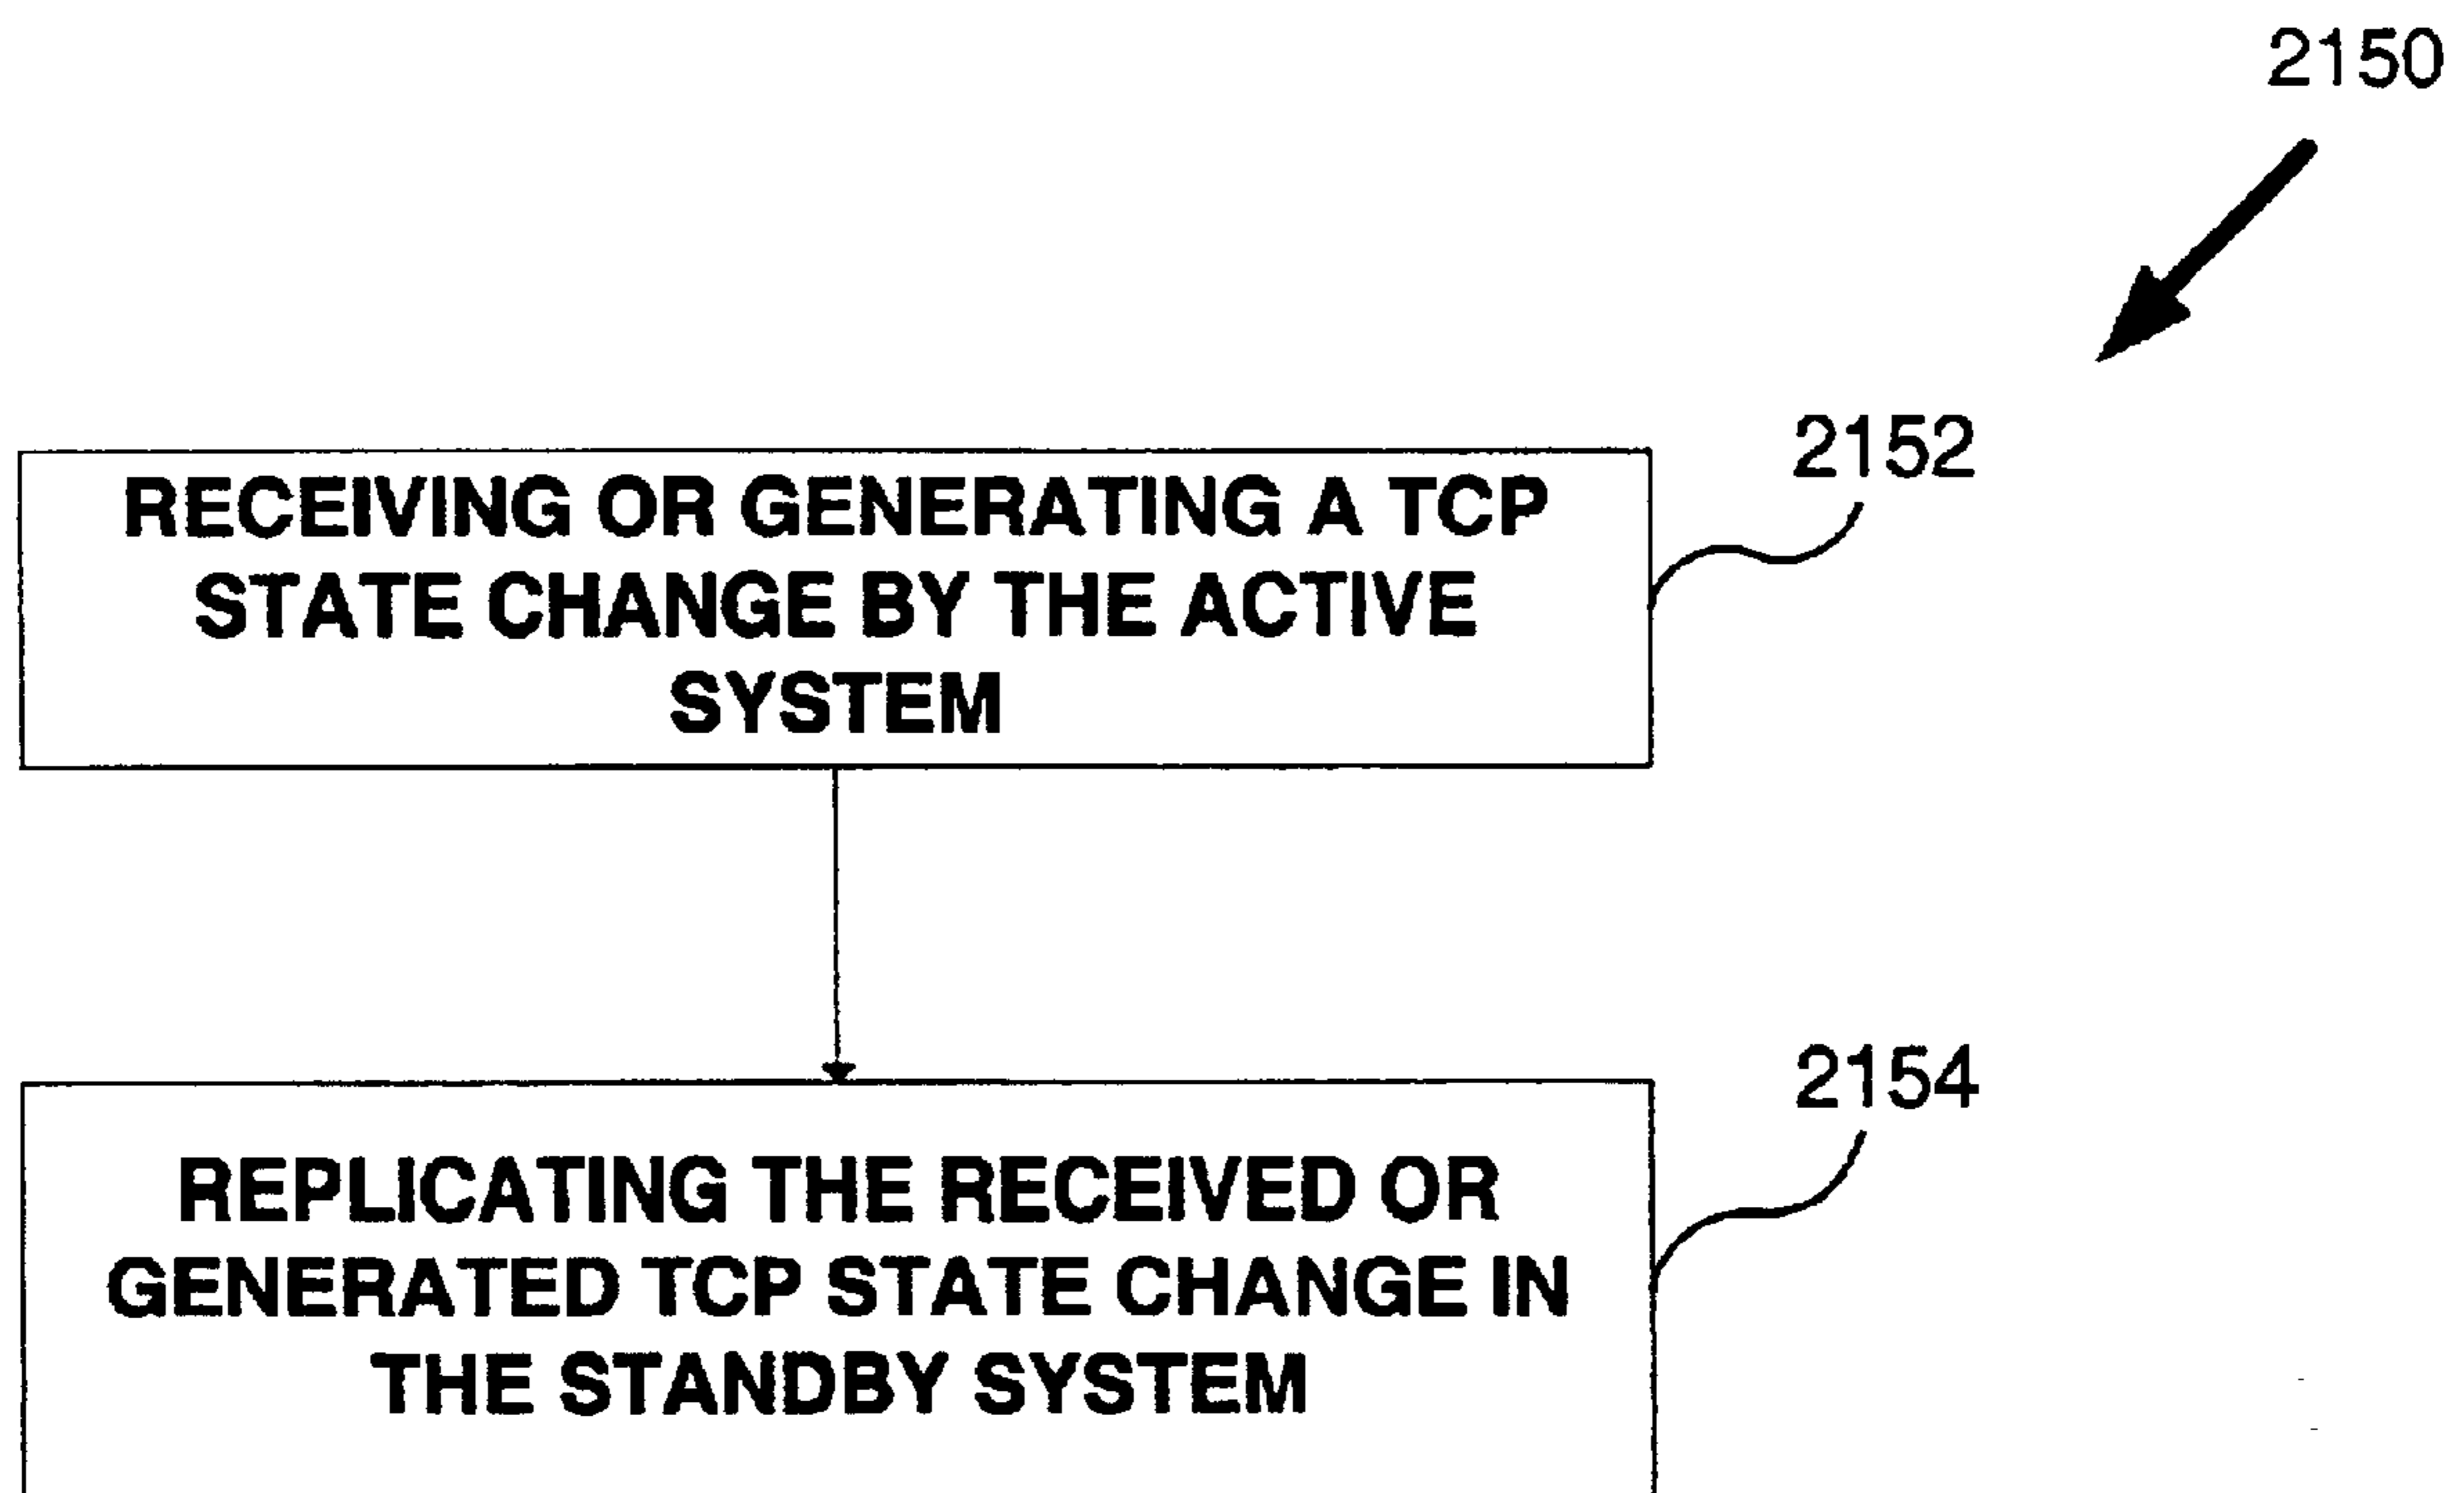 2150
2152
RECEIVING OR GENERATING A TCP
STATE CHANGE BY THE ACTIVE
SYSTEM
2154
REPLICATING THE RECEIVED OR
GENERATED TCP STATE CHANGE IN
THE STANDBY SYSTEM